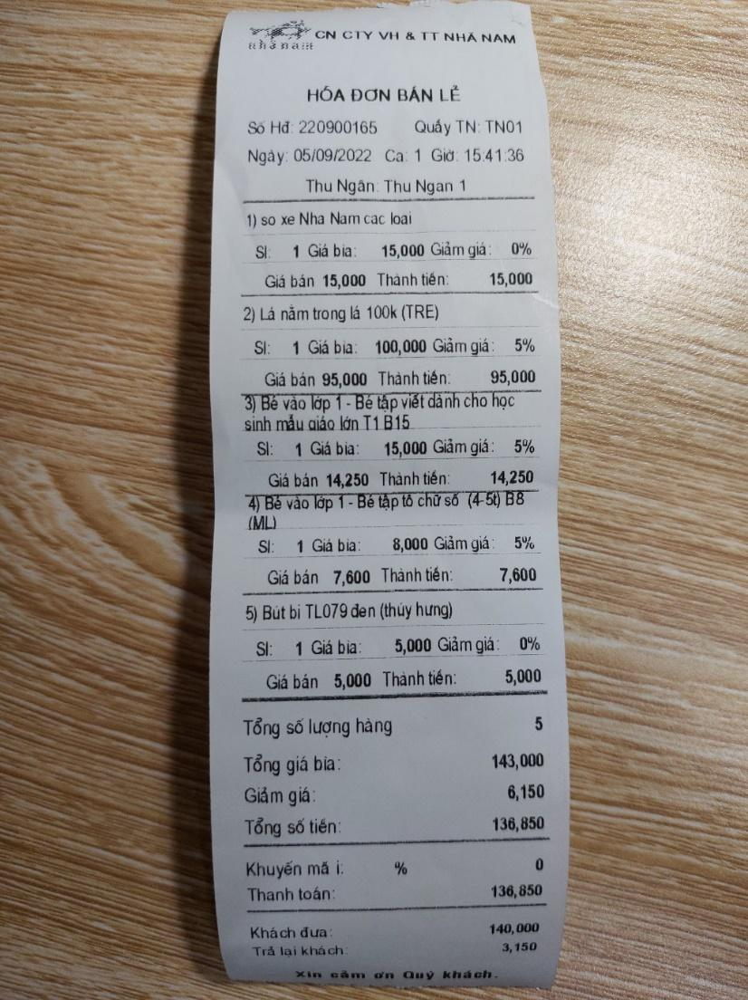 nhã nam CN CTY VH & TT NHÃ NAM
HÓA ĐƠN BÁN LẺ
Số Hđ: 220900165 Quầy TN: TN01
Ngày: 05/09/2022 Ca: 1 Giờ: 15:41:36
Thu Ngân: Thu Ngan 1
1) so xe Nha Nam cac loai
Sl: 1 Giá bìa: 15,000 Giảm giá: 0%
Giá bán 15,000 Thành tiền: 15,000
2) Lá nằm trong lá 100k (TRE)
Sl: 1 Giá bìa: 100,000 Giảm giá: 5%
Giá bán 95,000 Thành tiền: 95,000
3) Bé vào lớp 1 - Bé tập viết dành cho học
sinh mẫu giáo lớn T1 B15
Sl: 1 Giá bìa: 15,000 Giảm giá: 5%
Giá bán 14,250 Thành tiền: 14,250
4) Bé vào lớp 1 - Bé tập tô chữ số (4-5t) B8
(ML)
Sl: 1 Giá bìa: 8,000 Giảm giá: 5%
Giá bán 7,600 Thành tiền: 7,600
5) Bút bi TL079 đen (thúy hưng)
Sl: 1 Giá bìa: 5,000 Giảm giá: 0%
Giá bán 5,000 Thành tiền: 5,000
Tổng số lượng hàng 5
Tổng giá bìa: 143,000
Giảm giá: 6,150
Tổng số tiền: 136,850
Khuyến mã i: % 0
Thanh toán: 136,850
Khách đưa: 140,000
Trả lại khách: 3,150
Xin cảm ơn Quý khách.